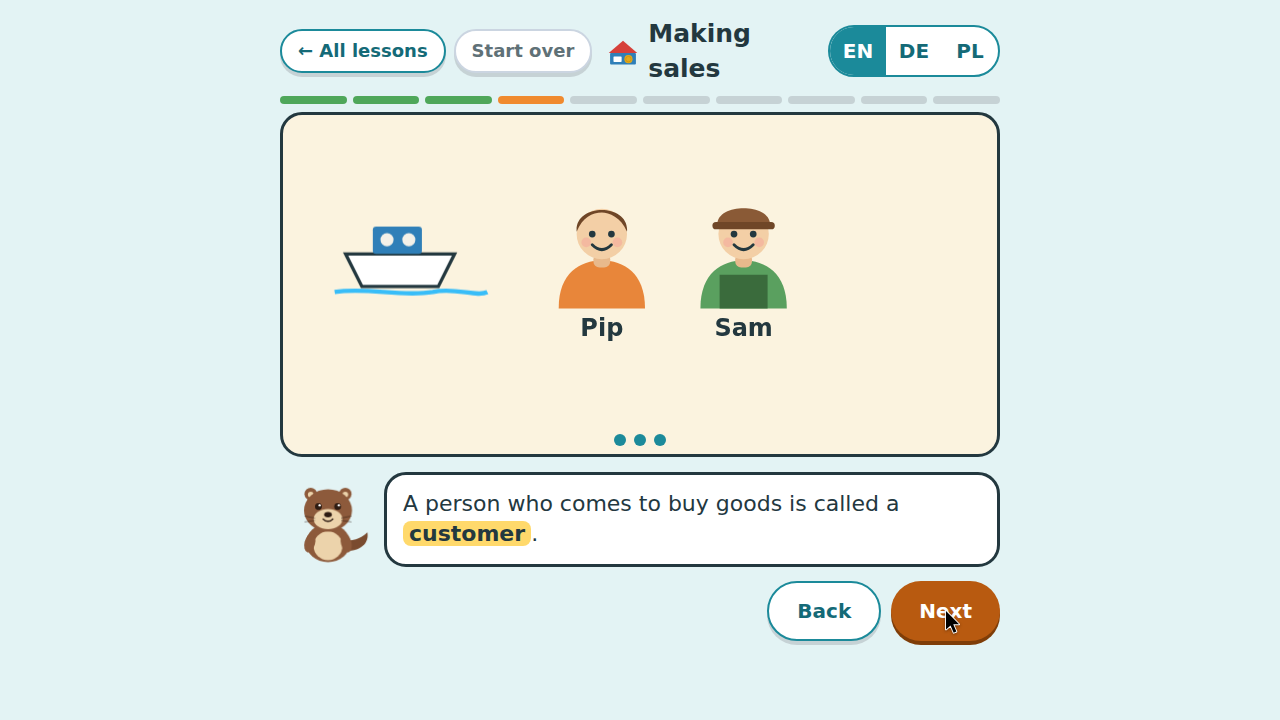 ← All lessons
Start over
Making
sales
EN DE PL
Pip
Sam
A person who comes to buy goods is called a
customer.
Back
Next